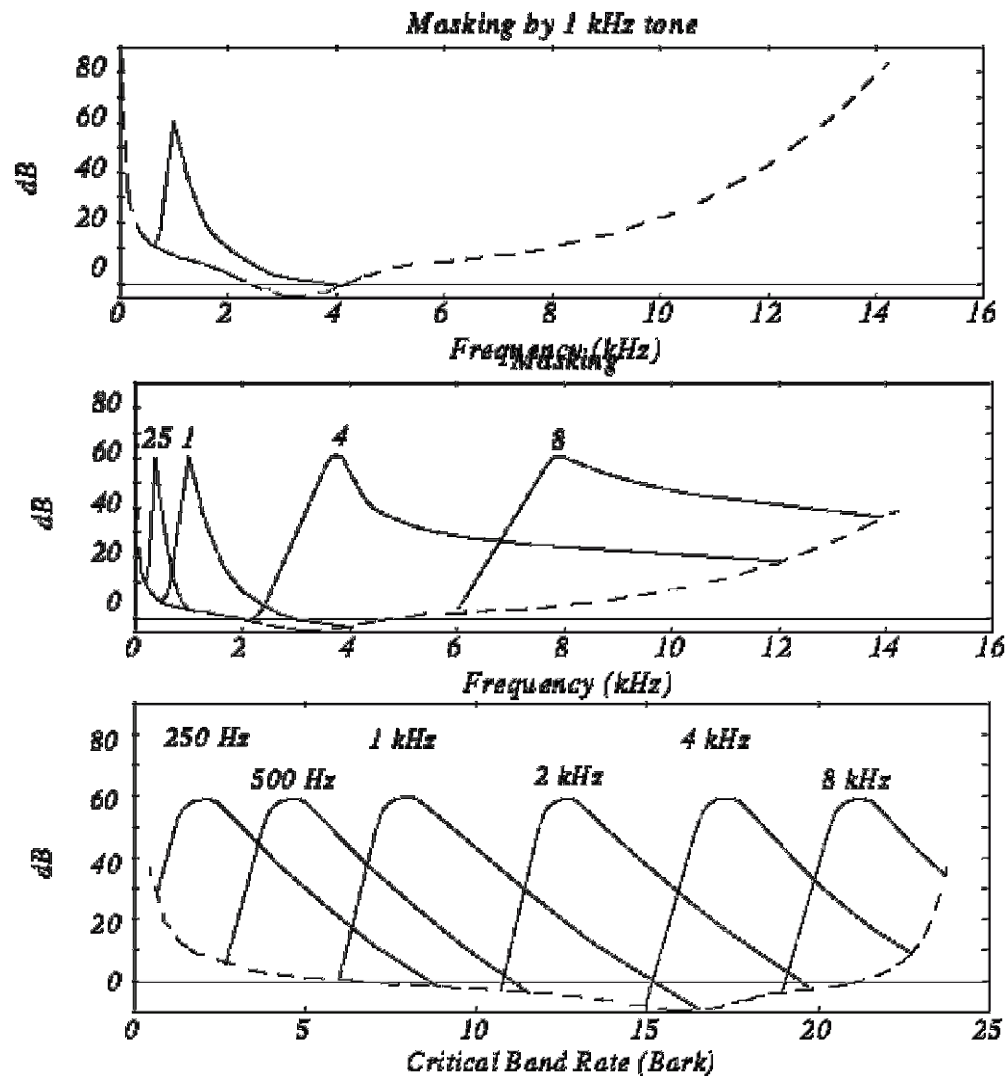 Masking by 1 kHz tone
80
60
40
20
0
dB
0 2 4 6 8 10 12 14 16
Frequency (kHz)
Masking
80
60
40
20
0
dB
25 1 4 8
0 2 4 6 8 10 12 14 16
Frequency (kHz)
80
60
40
20
0
dB
250 Hz 1 kHz 4 kHz
500 Hz 2 kHz 8 kHz
0 5 10 15 20 25
Critical Band Rate (Bark)